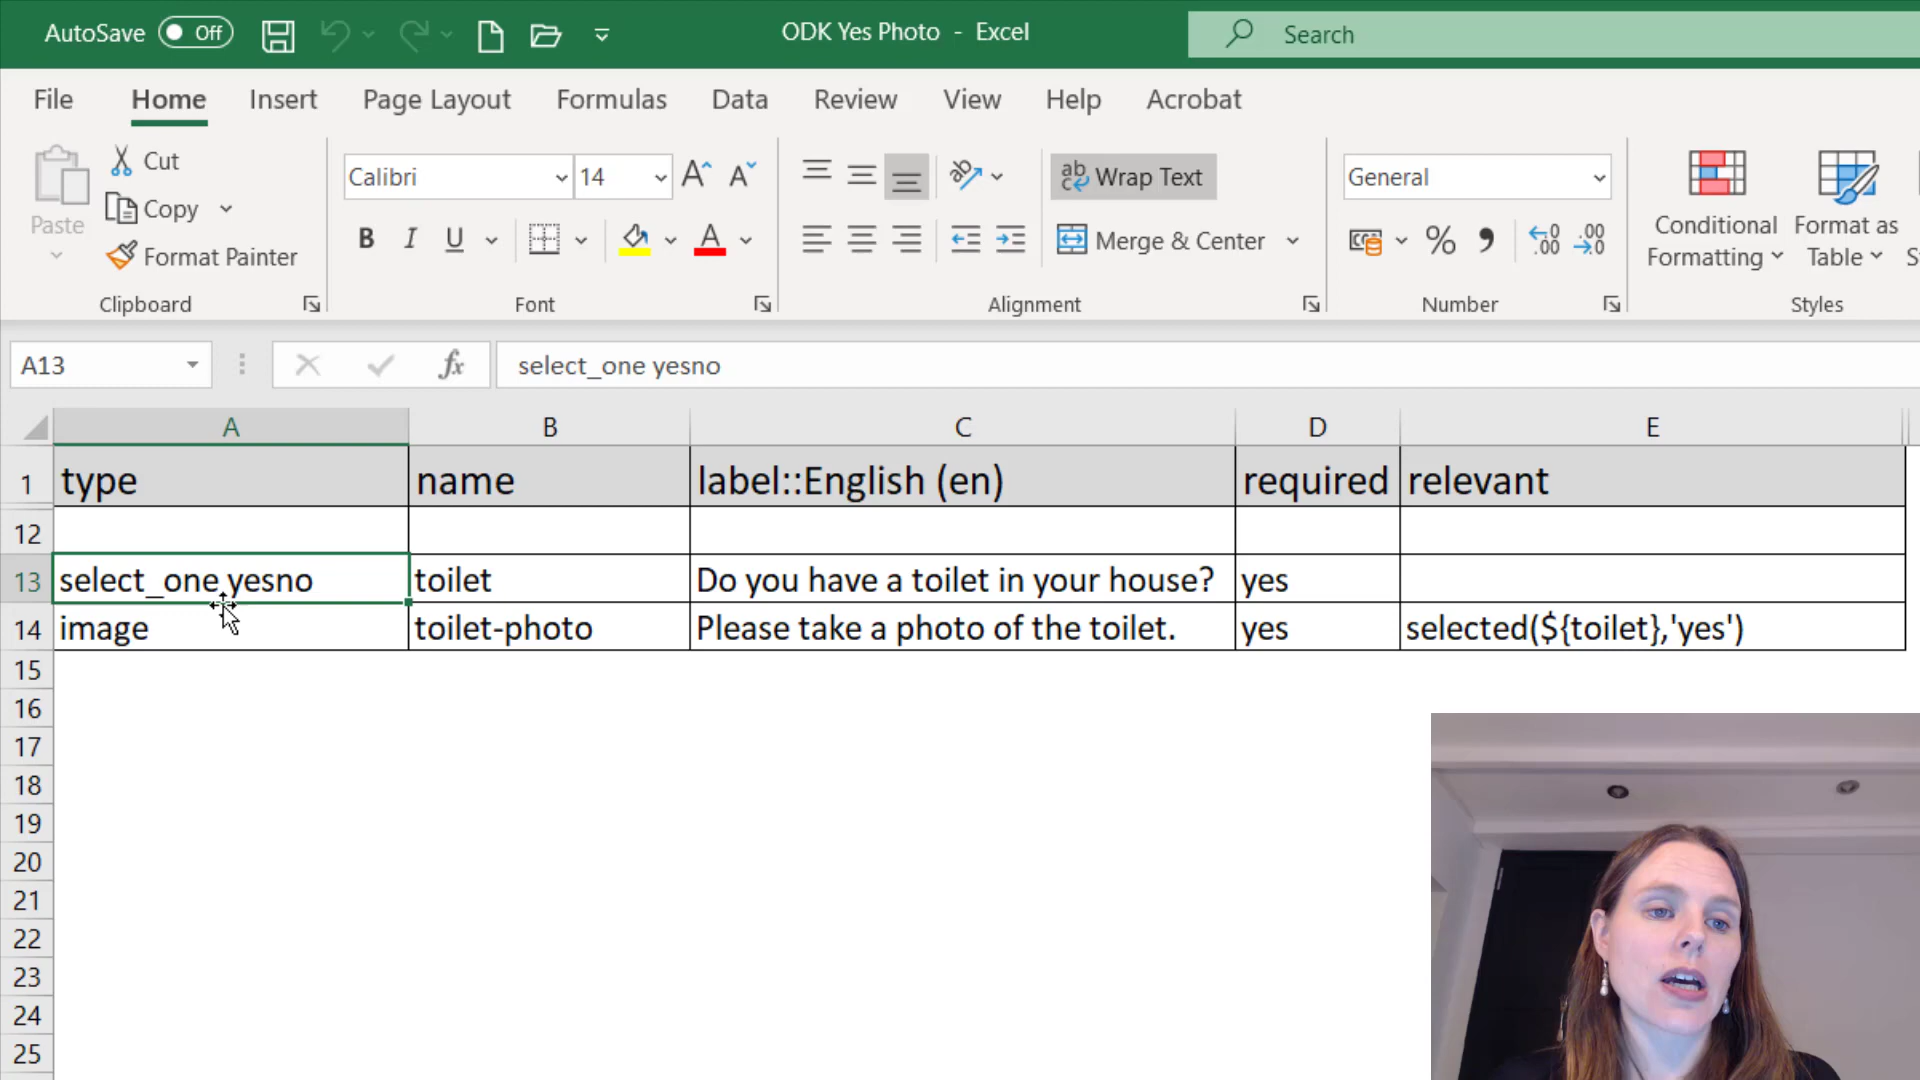 AutoSave Off ODK Yes Photo - Excel Search
File Home Insert Page Layout Formulas Data Review View Help Acrobat
Paste Cut Copy Format Painter
Clipboard
Calibri 14
B I U A
Font
ab Wrap Text
Merge & Center
Alignment
General
% 
Number
Conditional Formatting
Format as Table
Styles
A13 fx select_one yesno
A B C D E
1 type name label::English (en) required relevant
12
13 select_one yesno toilet Do you have a toilet in your house? yes
14 image toilet-photo Please take a photo of the toilet. yes selected(${toilet},'yes')
15
16
17
18
19
20
21
22
23
24
25